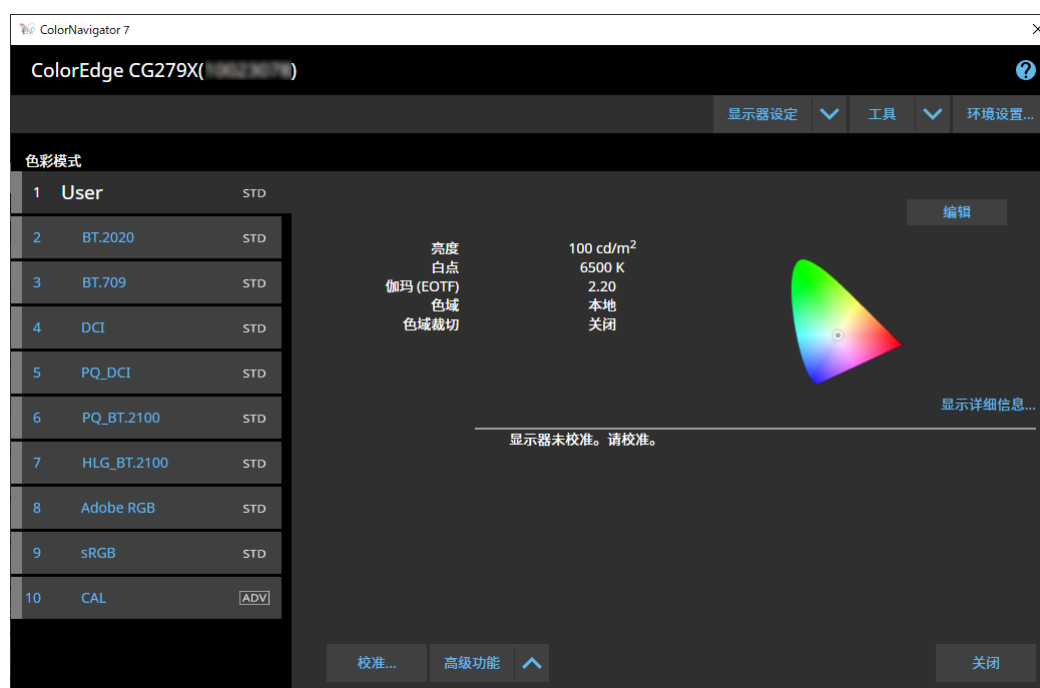 ColorNavigator 7
ColorEdge CG279X( )
显示器设定 工具 环境设置...
色彩模式
1 User STD
2 BT.2020 STD
3 BT.709 STD
4 DCI STD
5 PQ_DCI STD
6 PQ_BT.2100 STD
7 HLG_BT.2100 STD
8 Adobe RGB STD
9 sRGB STD
10 CAL ADV
编辑
亮度 100 cd/m²
白点 6500 K
伽玛 (EOTF) 2.20
色域 本地
色域裁切 关闭
显示详细信息...
显示器未校准。请校准。
校准... 高级功能 关闭